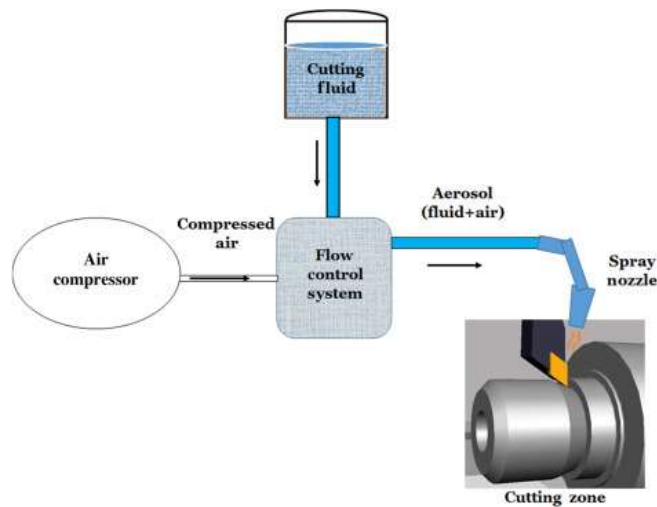 Cutting
fluid
Aerosol
(fluid+air)
Compressed
air
Air
compressor
Flow
control
system
Spray
nozzle
Cutting zone